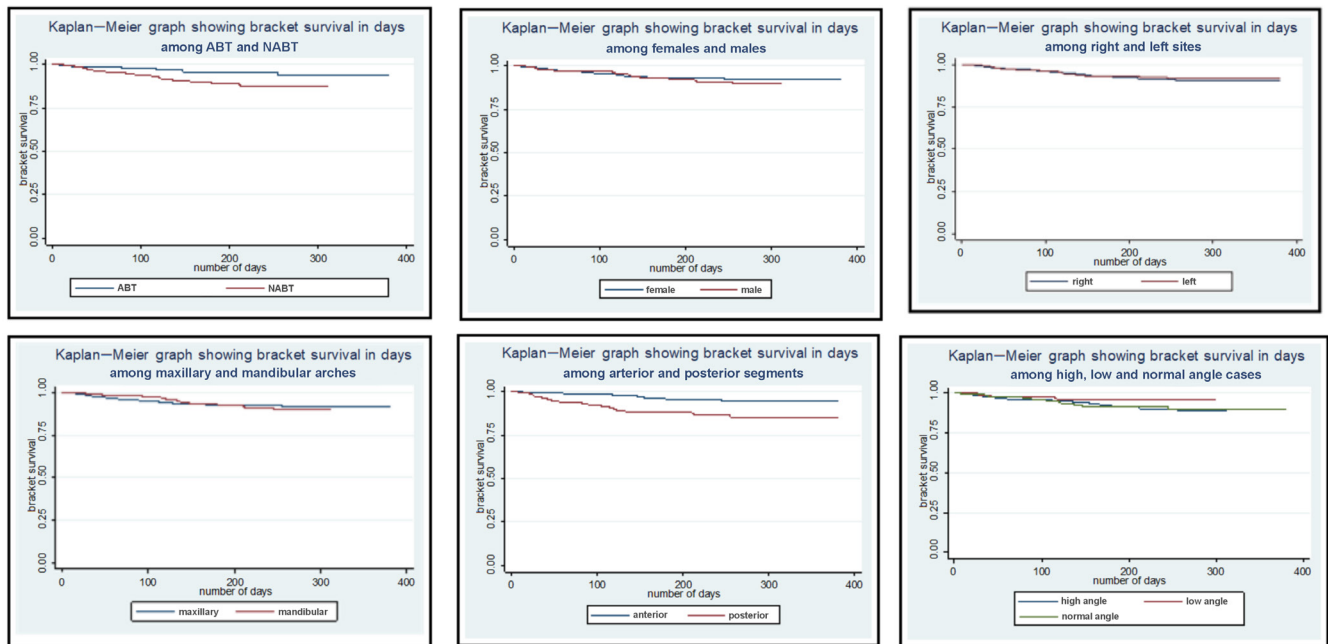 Kaplan—Meier graph showing bracket survival in days
among ABT and NABT
bracket survival
0.00 0.25 0.50 0.75 1.00
0 100 200 300 400
number of days
ABT NABT
Kaplan—Meier graph showing bracket survival in days
among females and males
bracket survival
0.00 0.25 0.50 0.75 1.00
0 100 200 300 400
number of days
female male
Kaplan—Meier graph showing bracket survival in days
among right and left sites
bracket survival
0.00 0.25 0.50 0.75 1.00
0 100 200 300 400
number of days
right left
Kaplan—Meier graph showing bracket survival in days
among maxillary and mandibular arches
bracket survival
0.00 0.25 0.50 0.75 1.00
0 100 200 300 400
number of days
maxillary mandibular
Kaplan—Meier graph showing bracket survival in days
among arterior and posterior segments
bracket survival
0.00 0.25 0.50 0.75 1.00
0 100 200 300 400
number of days
anterior posterior
Kaplan—Meier graph showing bracket survival in days
among high, low and normal angle cases
bracket survival
0.00 0.25 0.50 0.75 1.00
0 100 200 300 400
number of days
high angle low angle
normal angle